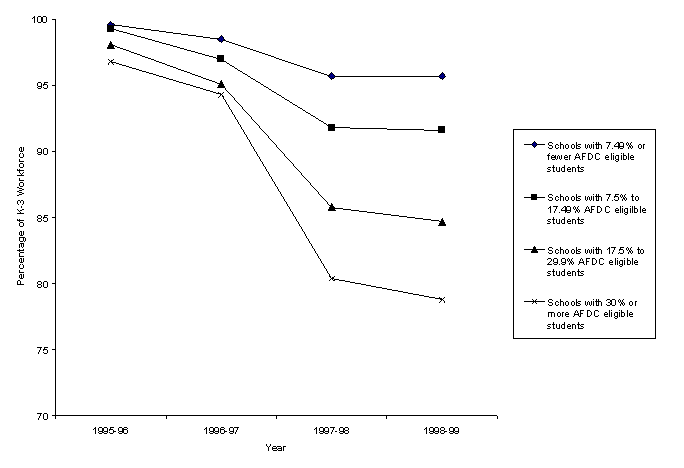 100
95
90
85
80
75
70
Percentage of K-3 Workforce
1995-96
1996-97
1997-98
1998-99
Year
Schools with 7.49% or
fewer AFDC eligible
students
Schools with 7.5% to
17.49% AFDC eligilble
students
Schools with 17.5% to
29.9% AFDC eligible
students
Schools with 30% or
more AFDC eligible
students